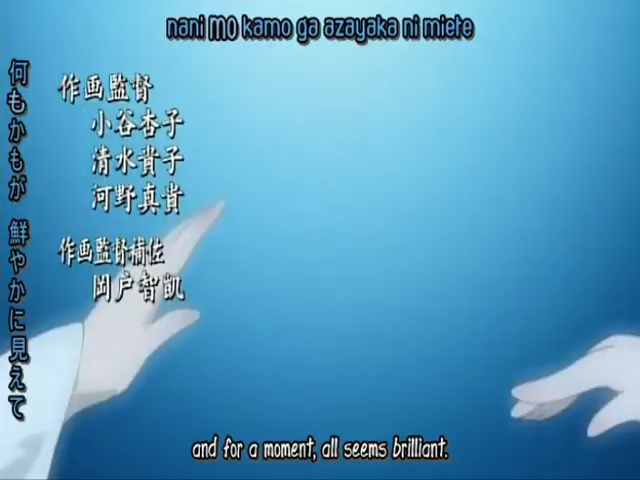 nani mo kamo ga azayaka ni miete
何もかもが 鮮やかに見えて
作画監督
小谷杏子
清水貴子
河野真貴
作画監督補佐
岡戸智凱
and for a moment, all seems brilliant.